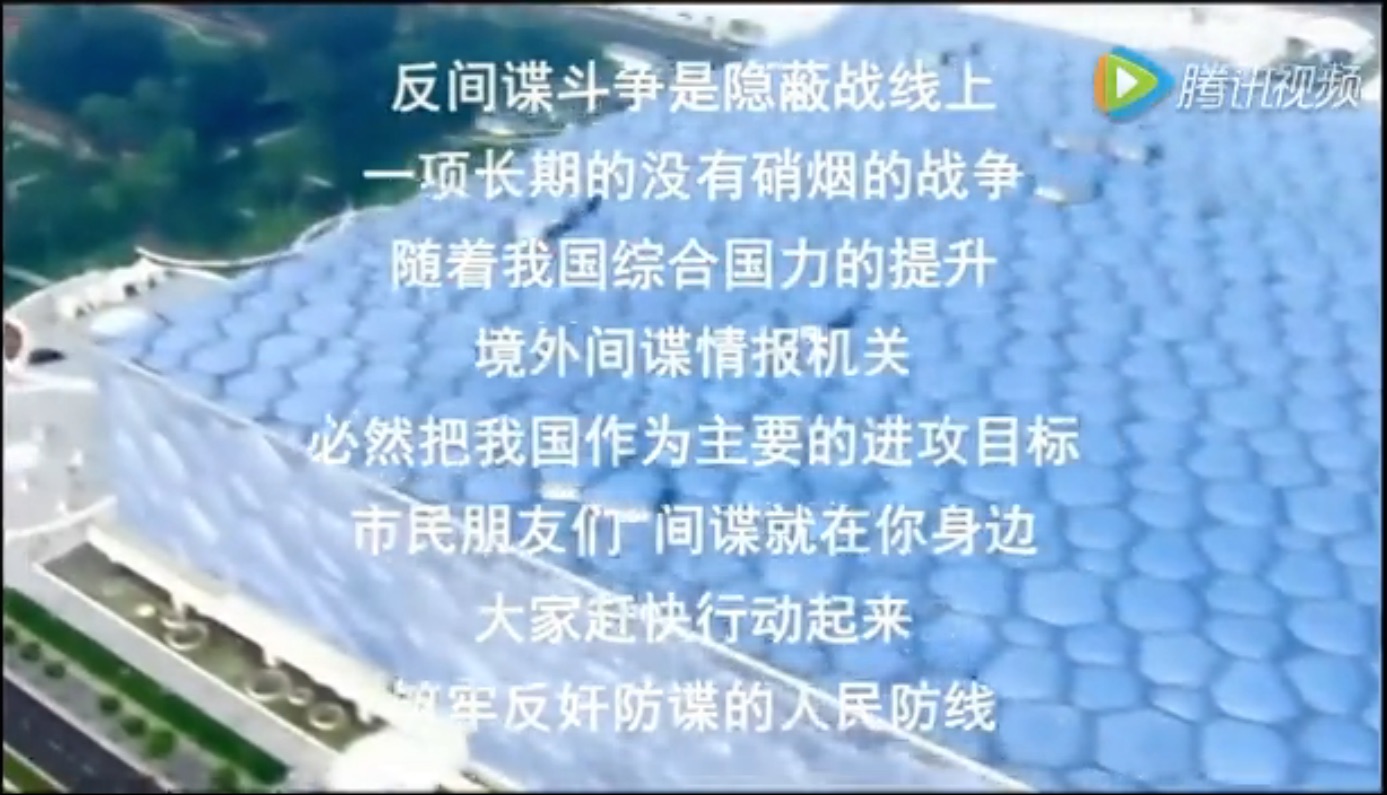 腾讯视频
反间谍斗争是隐蔽战线上
一项长期的没有硝烟的战争
随着我国综合国力的提升
境外间谍情报机关
必然把我国作为主要的进攻目标
市民朋友们 间谍就在你身边
大家赶快行动起来
筑牢反奸防谍的人民防线